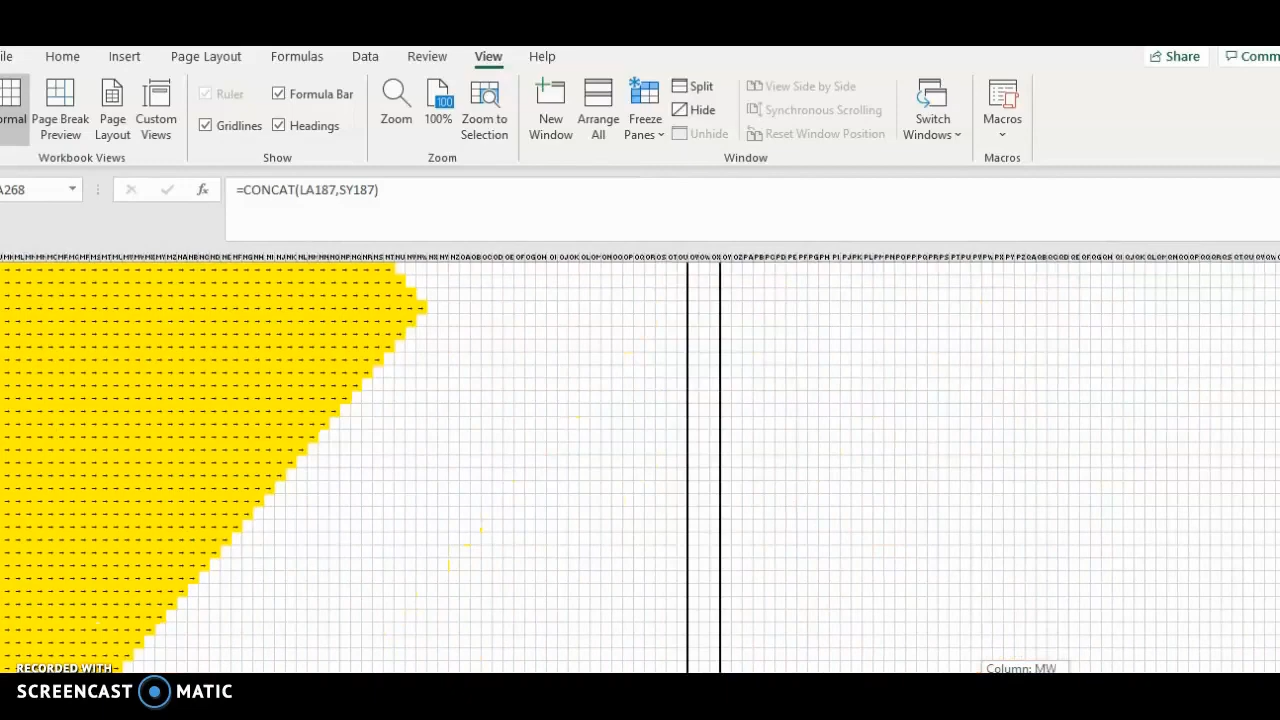 ile Home Insert Page Layout Formulas Data Review View Help Share Comm
ormal Page Break Preview Page Layout Custom Views
Workbook Views
Ruler Formula Bar
Gridlines Headings
Show
Zoom 100% Zoom to Selection
Zoom
New Window Arrange All Freeze Panes
Split
Hide
Unhide
View Side by Side
Synchronous Scrolling
Reset Window Position
Switch Windows
Window
Macros
Macros
A268 fx =CONCAT(LA187,SY187)
Column: MW
RECORDED WITH
SCREENCAST MATIC